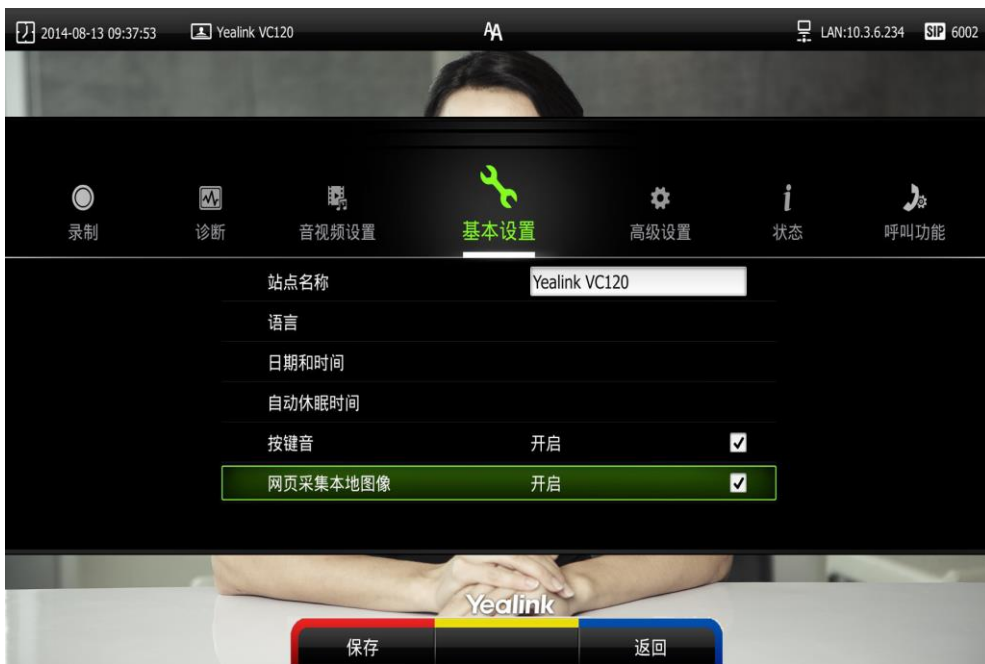 2014-08-13 09:37:53 Yealink VC120 AA LAN:10.3.6.234 SIP 6002
录制 诊断 音视频设置 基本设置 高级设置 状态 呼叫功能
站点名称 Yealink VC120
语言
日期和时间
自动休眠时间
按键音 开启
网页采集本地图像 开启
Yealink
保存 返回